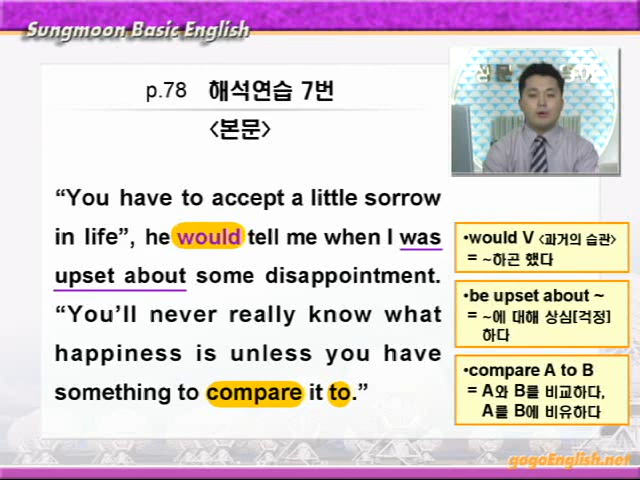 Sungmoon Basic English
p.78 해석연습 7번
<본문>
“You have to accept a little sorrow
in life”, he would tell me when I was
upset about some disappointment.
“You’ll never really know what
happiness is unless you have
something to compare it to.”
•would V <과거의 습관>
= ~하곤 했다
•be upset about ~
= ~에 대해 상심[걱정]
하다
•compare A to B
= A와 B를 비교하다,
A를 B에 비유하다
gogoEnglish.net